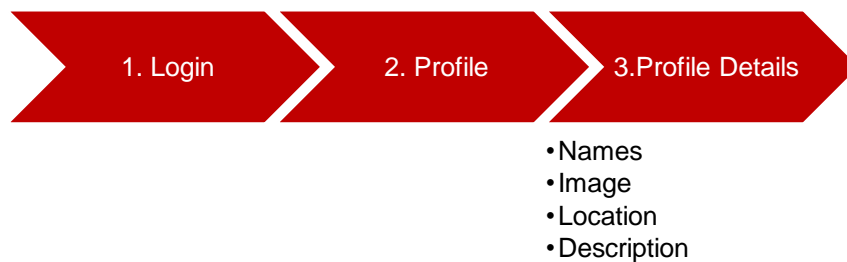 1. Login
2. Profile
3.Profile Details
•Names
•Image
•Location
•Description